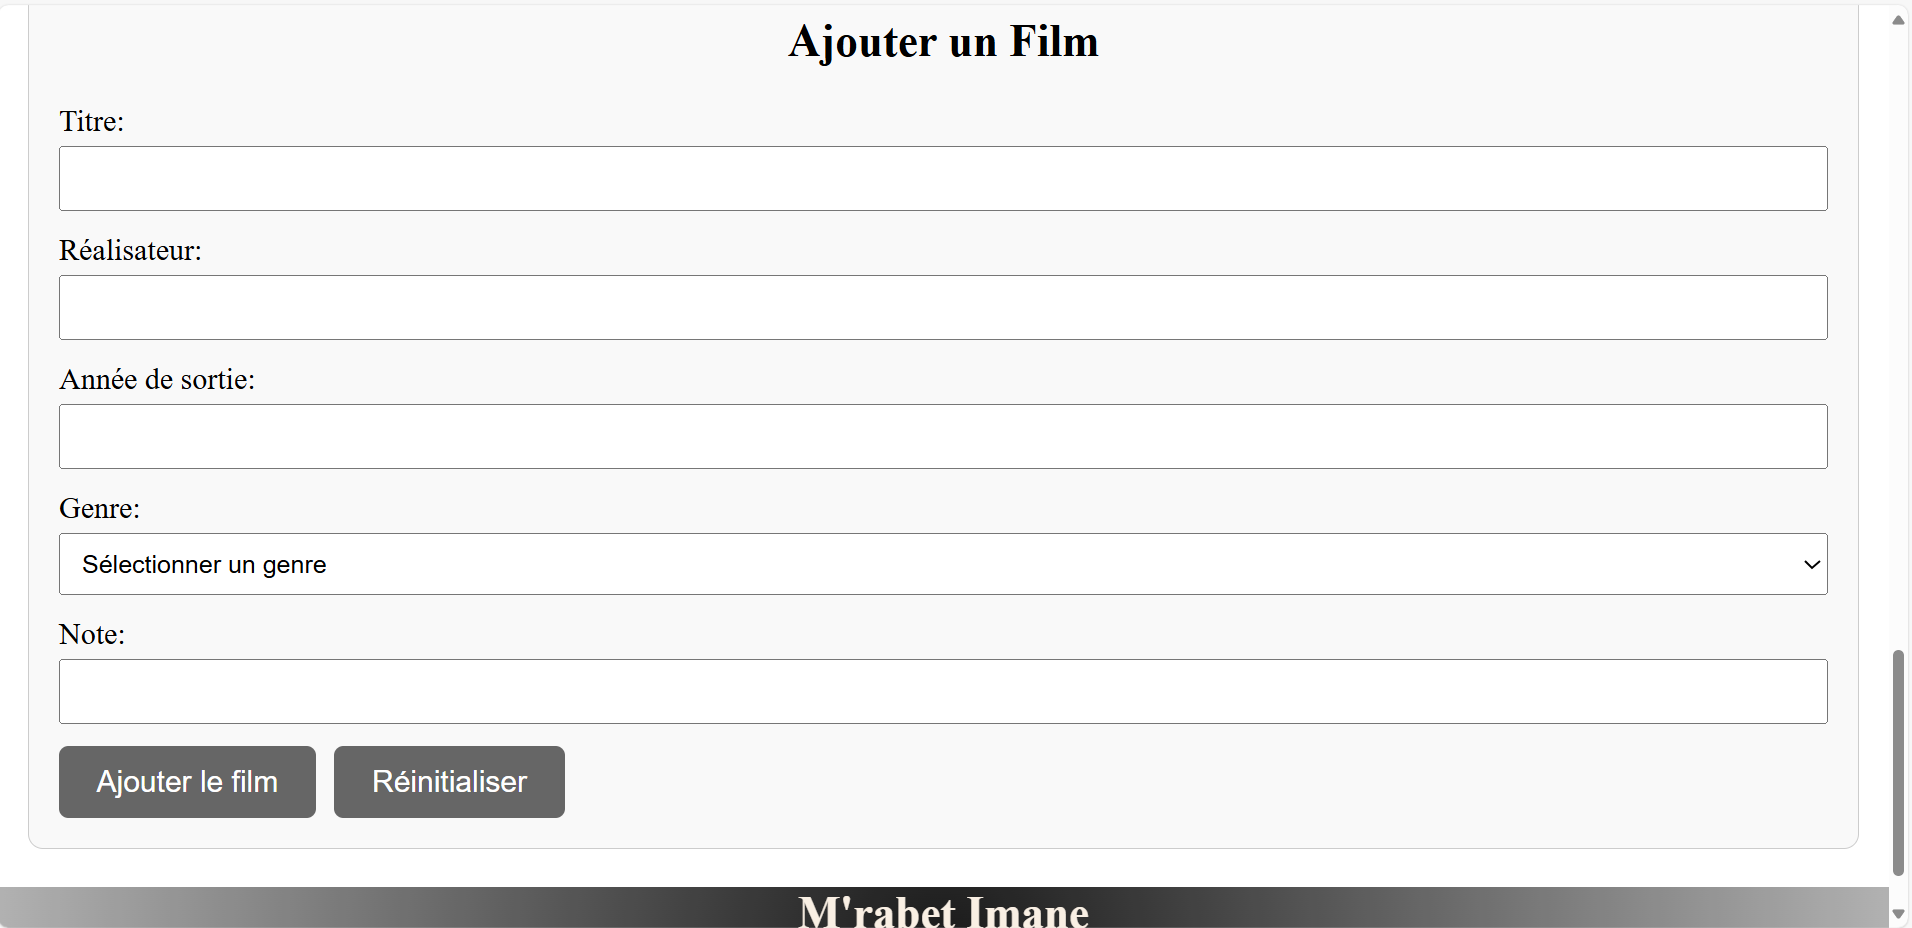 Ajouter un Film
Titre:
Réalisateur:
Année de sortie:
Genre:
Sélectionner un genre
Note:
Ajouter le film
Réinitialiser
M'rabet Imane